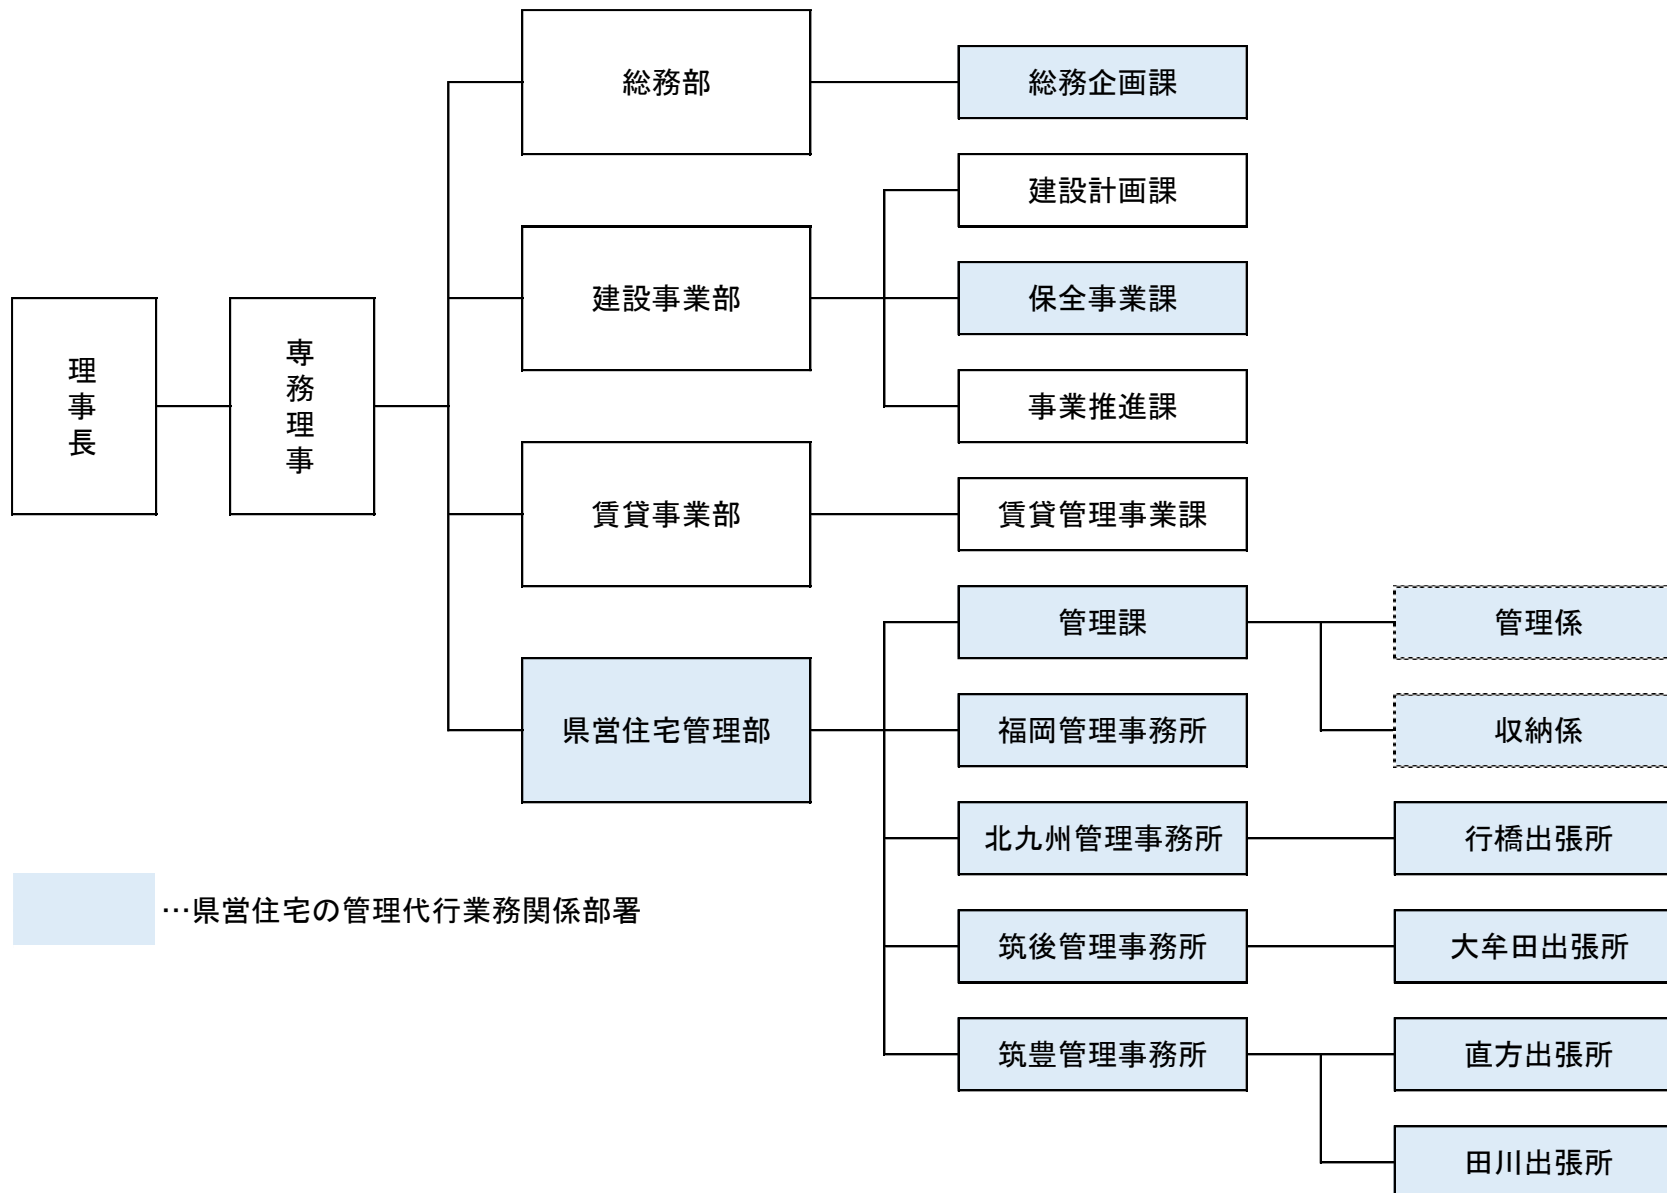 理事長
専務理事
総務部
総務企画課
建設事業部
建設計画課
保全事業課
事業推進課
賃貸事業部
賃貸管理事業課
県営住宅管理部
管理課
管理係
収納係
福岡管理事務所
北九州管理事務所
行橋出張所
筑後管理事務所
大牟田出張所
筑豊管理事務所
直方出張所
田川出張所
…県営住宅の管理代行業務関係部署